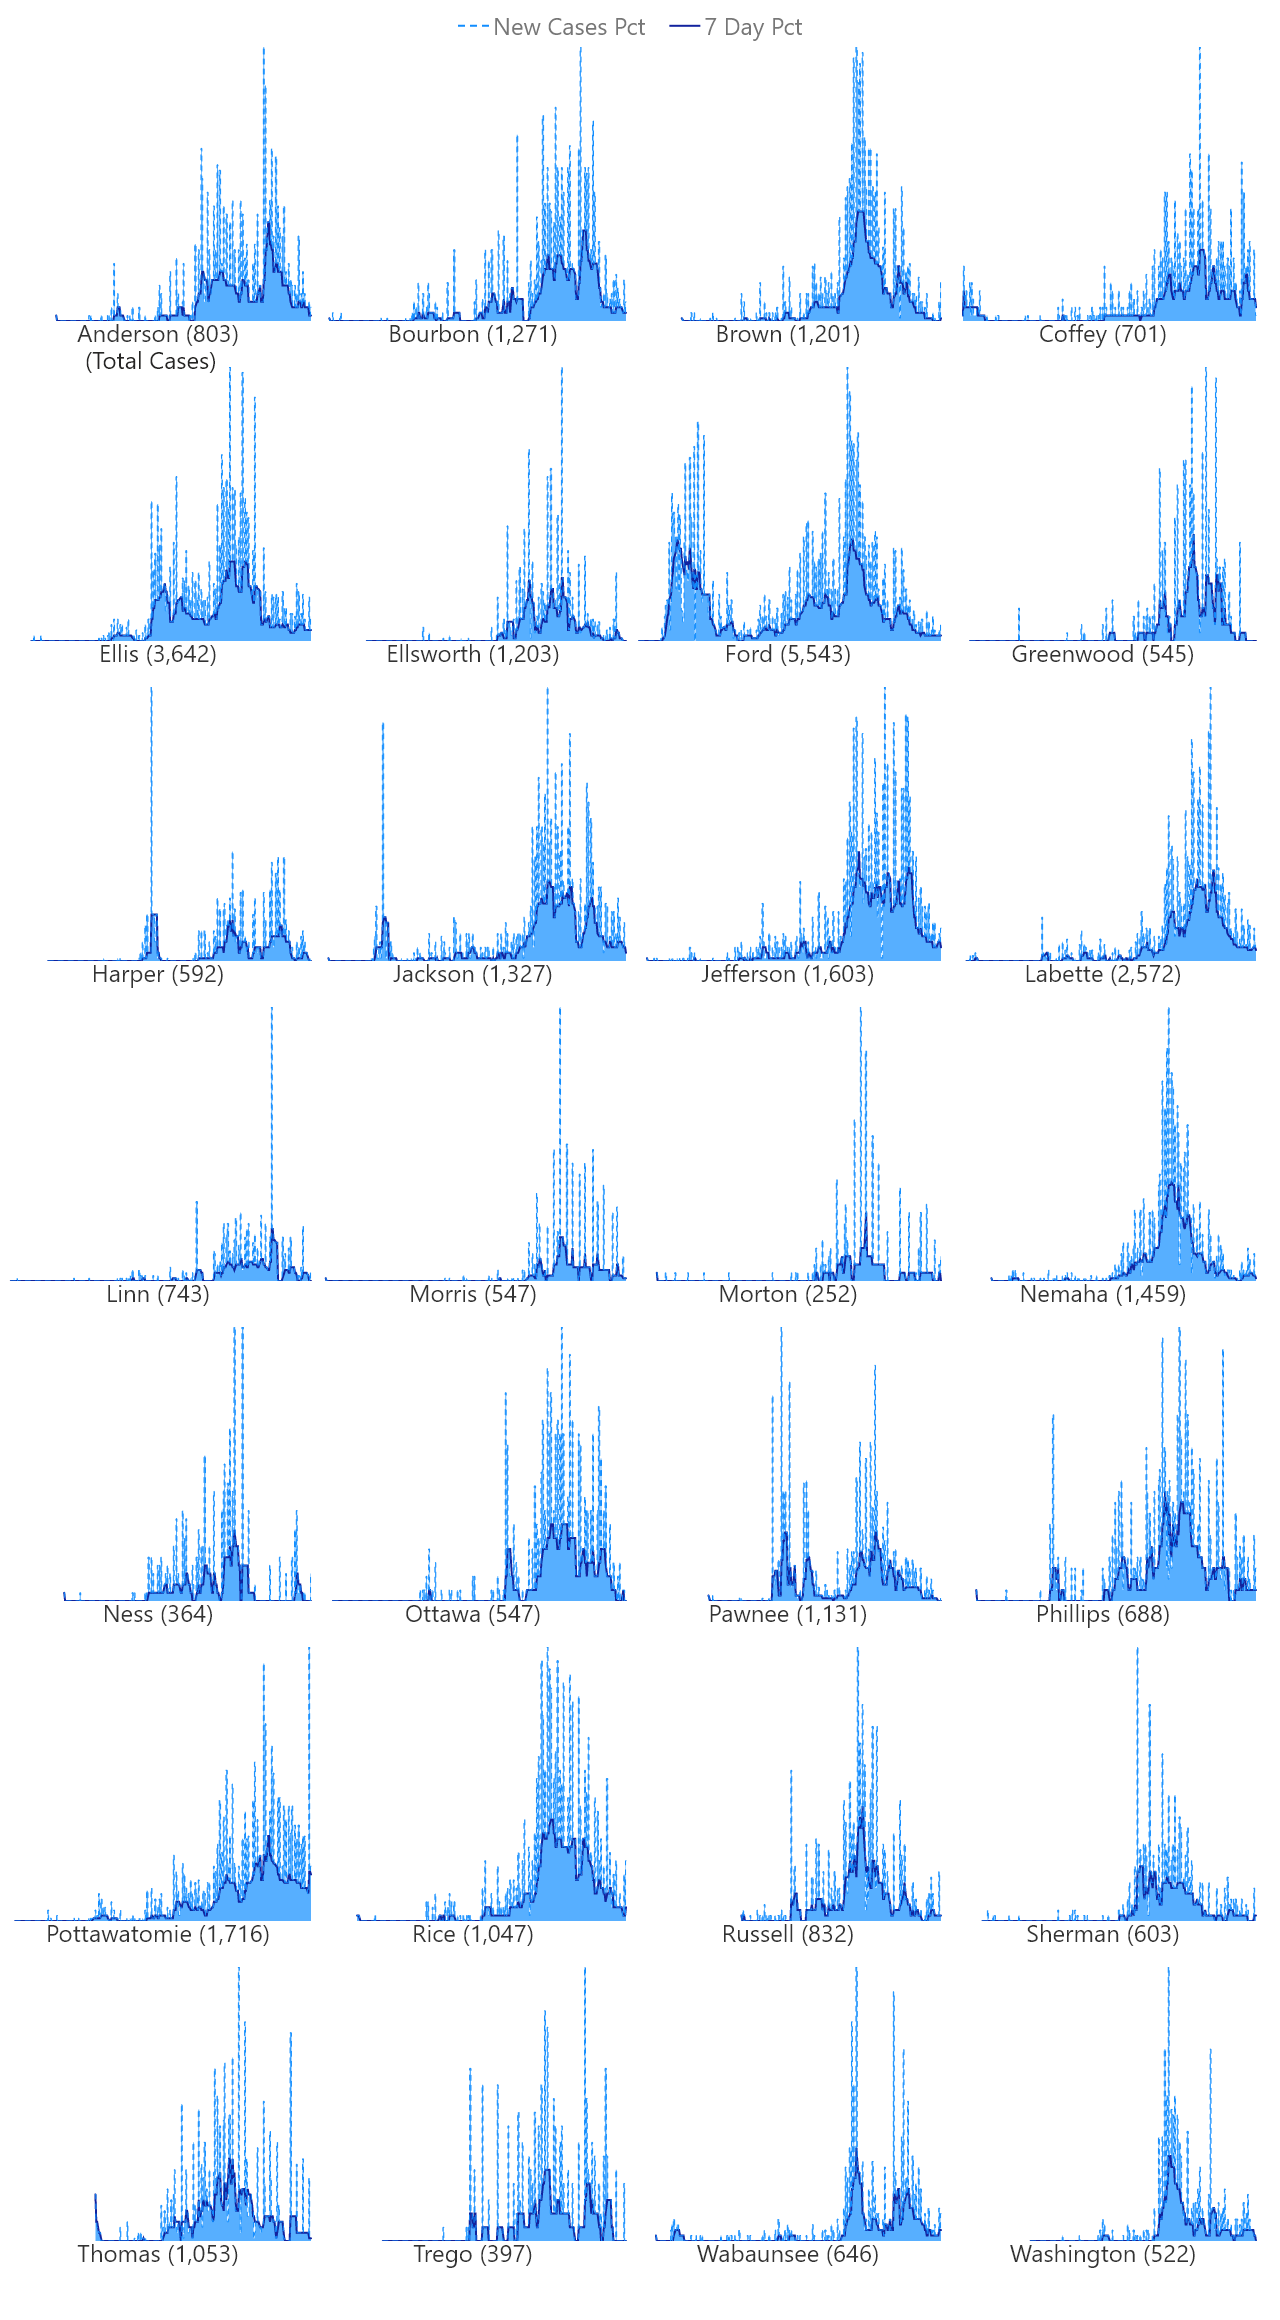 New Cases Pct 7 Day Pct
Anderson (803) Bourbon (1,271) Brown (1,201) Coffey (701)
(Total Cases)
Ellis (3,642) Ellsworth (1,203) Ford (5,543) Greenwood (545)
Harper (592) Jackson (1,327) Jefferson (1,603) Labette (2,572)
Linn (743) Morris (547) Morton (252) Nemaha (1,459)
Ness (364) Ottawa (547) Pawnee (1,131) Phillips (688)
Pottawatomie (1,716) Rice (1,047) Russell (832) Sherman (603)
Thomas (1,053) Trego (397) Wabaunsee (646) Washington (522)